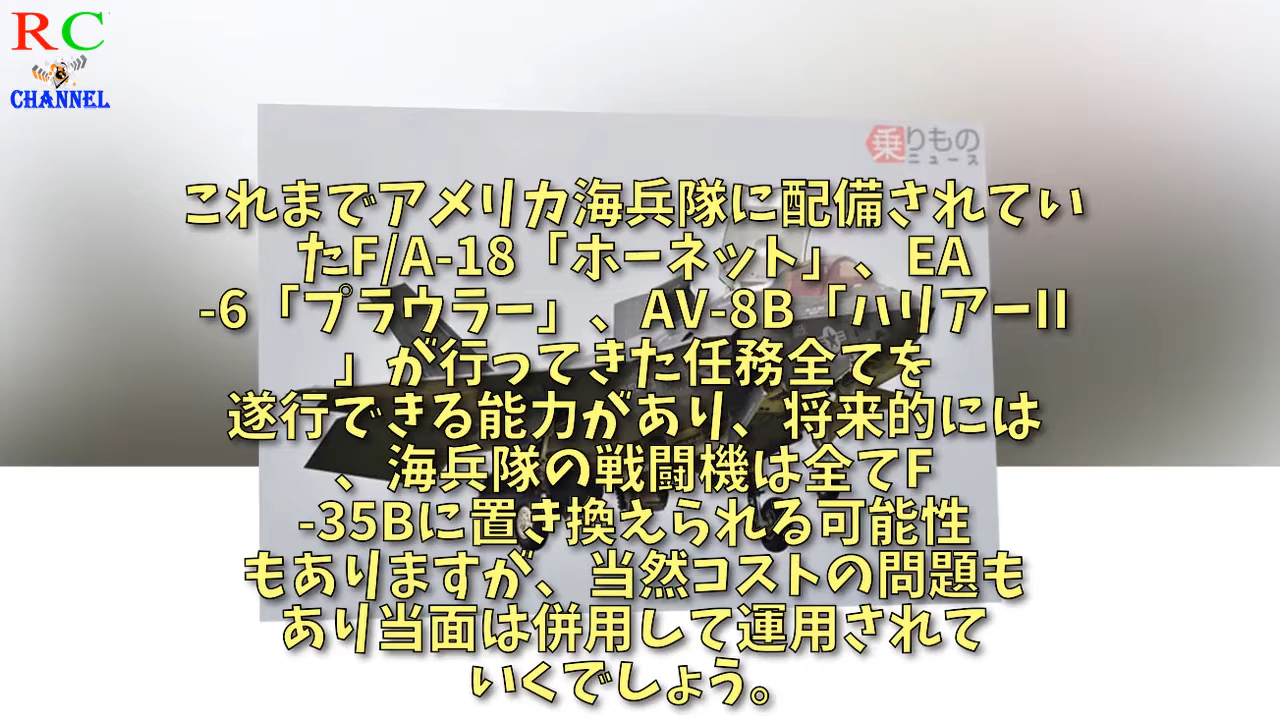 RC
CHANNEL
乗りもの
ニュース
これまでアメリカ海兵隊に配備されてい
たF/A-18「ホーネット」、EA
-6「プラウラー」、AV-8B「ハリアーII
」が行ってきた任務全てを
遂行できる能力があり、将来的には
、海兵隊の戦闘機は全てF
-35Bに置き換えられる可能性
もありますが、当然コストの問題も
あり当面は併用して運用されて
いくでしょう。